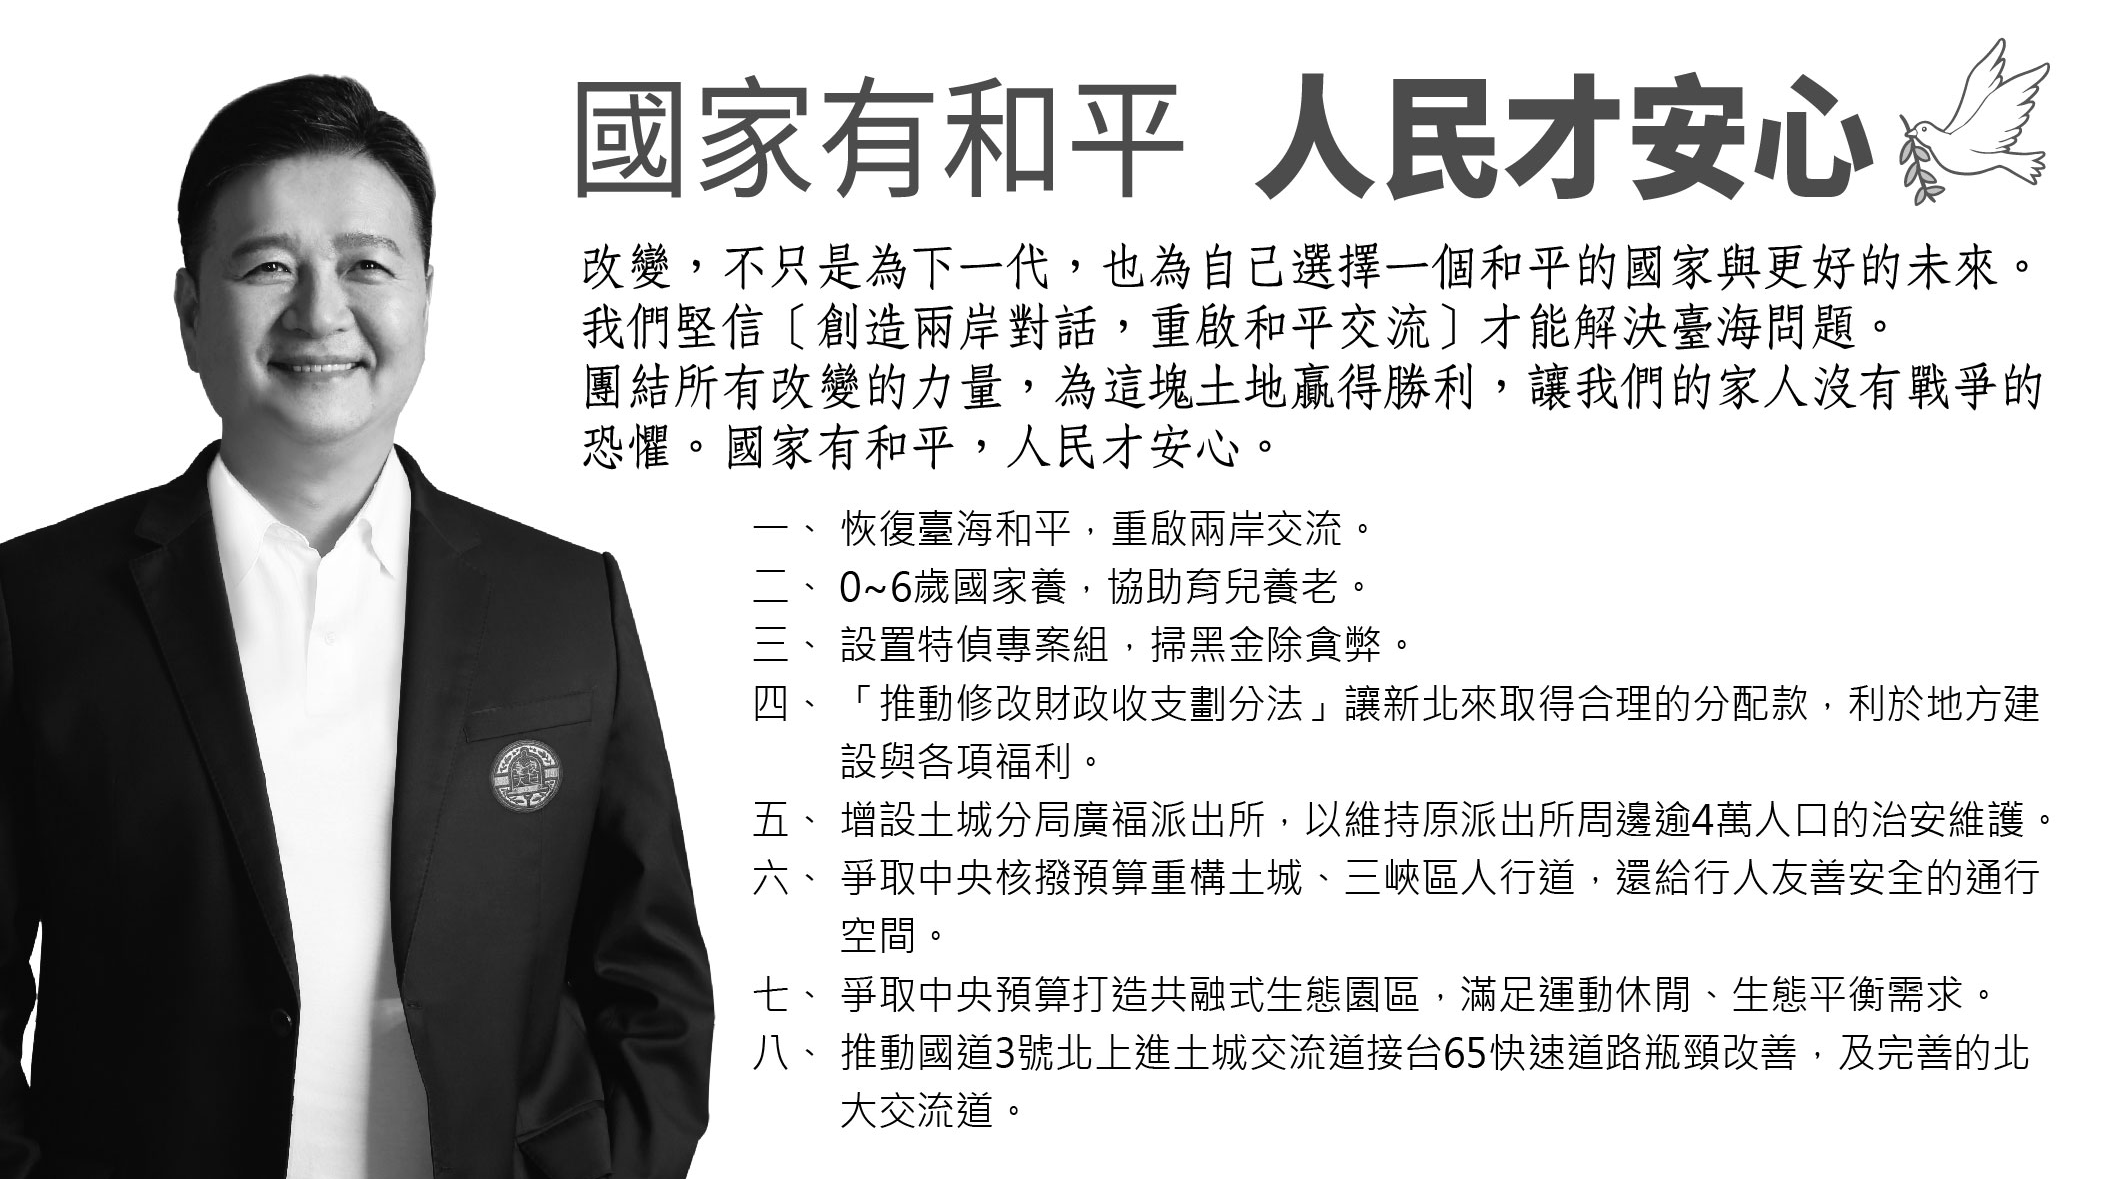 國家有和平 人民才安心
改變，不只是為下一代，也為自己選擇一個和平的國家與更好的未來。
我們堅信〔創造兩岸對話，重啟和平交流〕才能解決臺海問題。
團結所有改變的力量，為這塊土地贏得勝利，讓我們的家人沒有戰爭的
恐懼。國家有和平，人民才安心。
一、 恢復臺海和平，重啟兩岸交流。
二、 0~6歲國家養，協助育兒養老。
三、 設置特偵專案組，掃黑金除貪弊。
四、 「推動修改財政收支劃分法」讓新北來取得合理的分配款，利於地方建
設與各項福利。
五、 增設土城分局廣福派出所，以維持原派出所周邊逾4萬人口的治安維護。
六、 爭取中央核撥預算重構土城、三峽區人行道，還給行人友善安全的通行
空間。
七、 爭取中央預算打造共融式生態園區，滿足運動休閒、生態平衡需求。
八、 推動國道3號北上進土城交流道接台65快速道路瓶頸改善，及完善的北
大交流道。